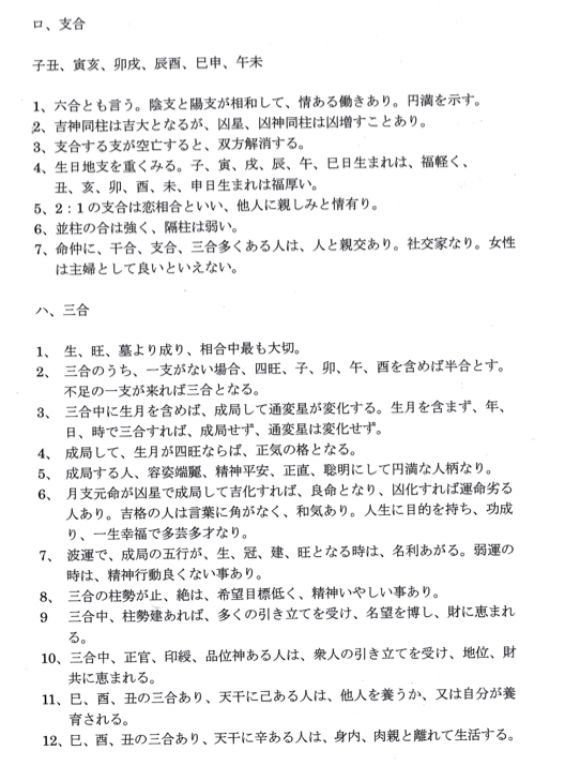 ロ、支合
子丑、寅亥、卯戌、辰酉、巳申、午未
1、六合とも言う。陰支と陽支が相和して、情ある働きあり。円満を示す。
2、吉神同柱は吉大となるが、凶星、凶神同柱は凶増すことあり。
3、支合する支が空亡すると、双方解消する。
4、生日地支を重くみる。子、寅、戌、辰、午、巳日生まれは、福軽く、
丑、亥、卯、酉、未、申日生まれは福厚い。
5、2：1の支合は恋相合といい、他人に親しみと情有り。
6、並柱の合は強く、隔柱は弱い。
7、命仲に、干合、支合、三合多くある人は、人と親交あり。社交家なり。女性
は主婦として良いといえない。
ハ、三合
1、 生、旺、墓より成り、相合中最も大切。
2、 三合のうち、一支がない場合、四旺、子、卯、午、酉を含めば半合とす。
不足の一支が来れば三合となる。
3、 三合中に生月を含めば、成局して通変星が変化する。生月を含まず、年、
日、時で三合すれば、成局せず、通変星は変化せず。
4、 成局して、生月が四旺ならば、正気の格となる。
5、 成局する人、容姿端麗、精神平安、正直、聡明にして円満な人柄なり。
6、 月支元命が凶星で成局して吉化すれば、良命となり、凶化すれば運命劣る
人あり。吉格の人は言葉に角がなく、和気あり。人生に目的を持ち、功成
り、一生幸福で多芸多才なり。
7、 波運で、成局の五行が、生、冠、建、旺となる時は、名利あがる。弱運の
時は、精神行動良くない事あり。
8、 三合の柱勢が止、絶は、希望目標低く、精神いやしい事あり。
9 三合中、柱勢建あれば、多くの引き立てを受け、名望を博し、財に恵まれ
る。
10、三合中、正官、印綬、品位神ある人は、衆人の引き立てを受け、地位、財
共に恵まれる。
11、巳、酉、丑の三合あり、天干に己ある人は、他人を養うか、又は自分が養
育される。
12、巳、酉、丑の三合あり、天干に辛ある人は、身内、肉親と離れて生活する。